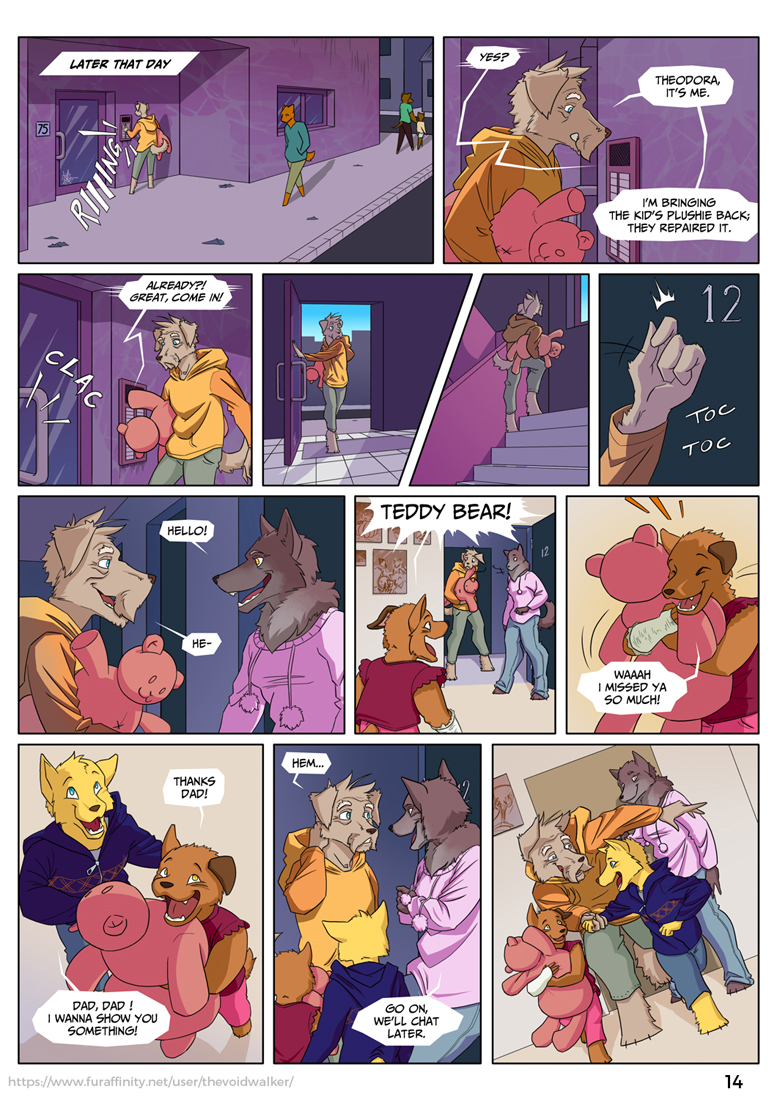 LATER THAT DAY
75
RIIIING!
YES?
THEODORA,
IT'S ME.
I'M BRINGING
THE KID'S PLUSHIE BACK;
THEY REPAIRED IT.
ALREADY?!
GREAT, COME IN!
CLAC
12
TOC
TOC
HELLO!
HE-
TEDDY BEAR!
12
WAAAH
I MISSED YA
SO MUCH!
THANKS
DAD!
DAD, DAD !
I WANNA SHOW YOU
SOMETHING!
HEM...
12
GO ON,
WE'LL CHAT
LATER.
https://www.furaffinity.net/user/thevoidwalker/
14